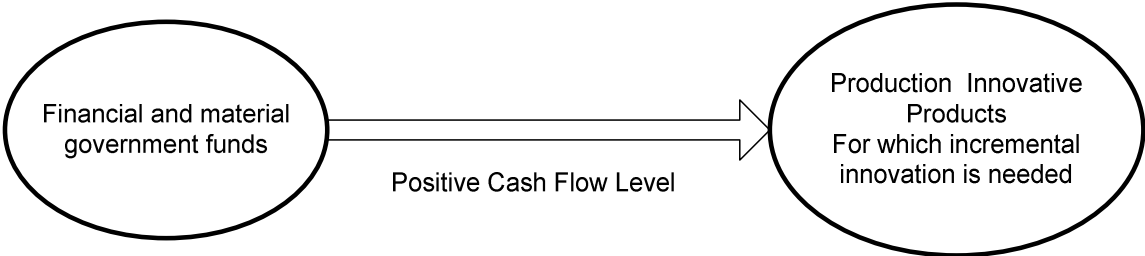 Financial and material
government funds
Positive Cash Flow Level
Production  Innovative
Products
For which incremental
innovation is needed